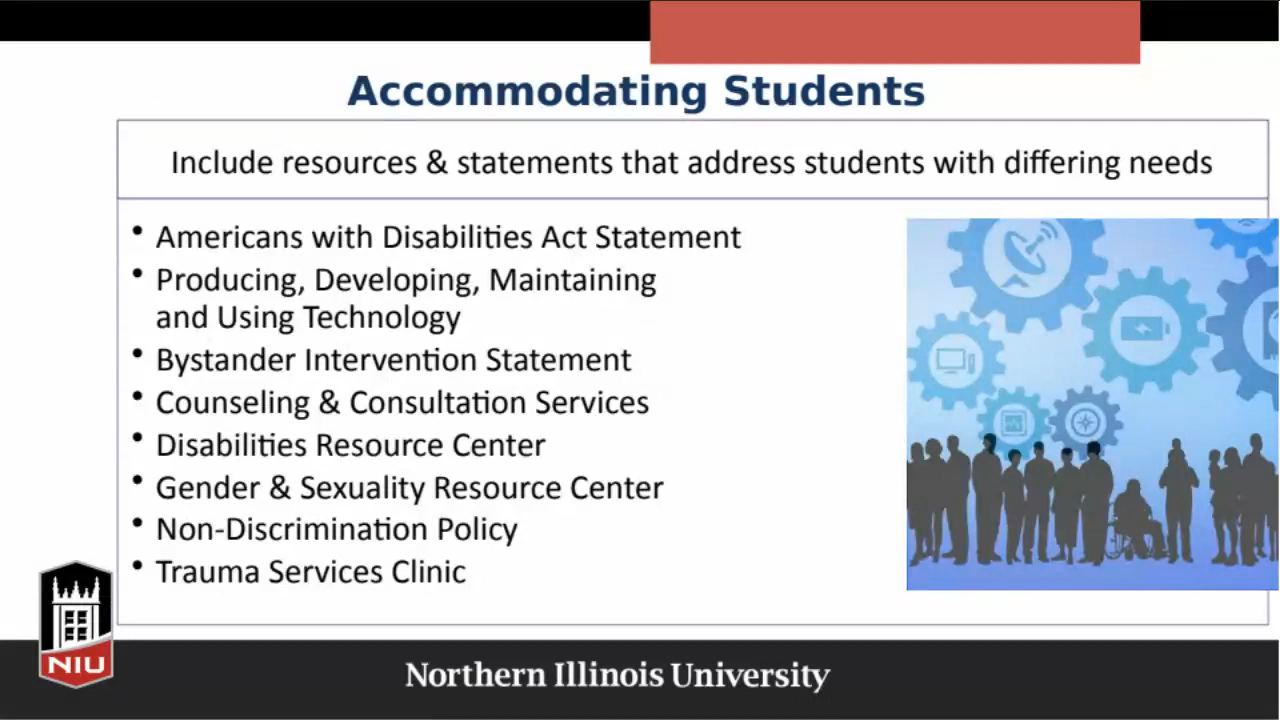 Accommodating Students
Include resources & statements that address students with differing needs
• Americans with Disabilities Act Statement
• Producing, Developing, Maintaining
and Using Technology
• Bystander Intervention Statement
• Counseling & Consultation Services
• Disabilities Resource Center
• Gender & Sexuality Resource Center
• Non-Discrimination Policy
• Trauma Services Clinic
NIU
Northern Illinois University